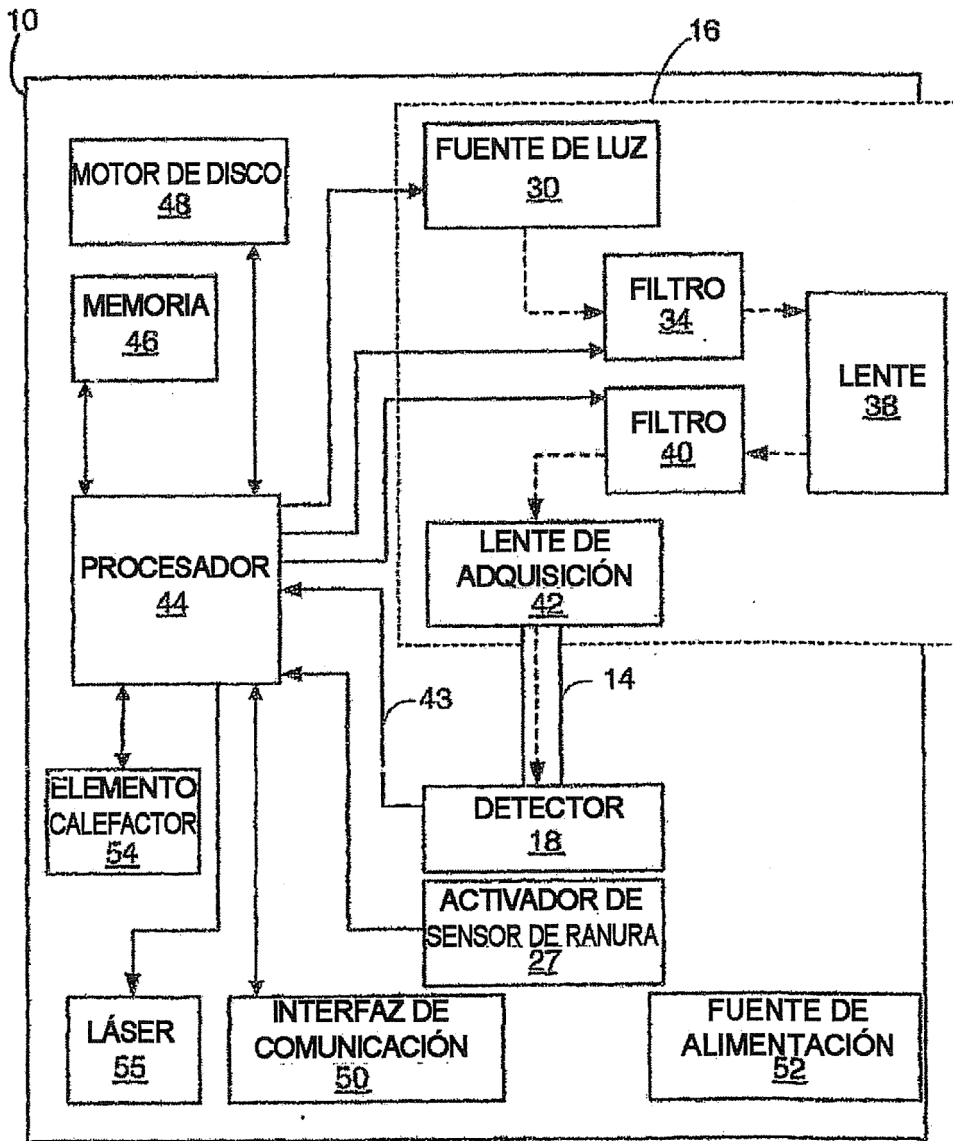 10
16
MOTOR DE DISCO
48
FUENTE DE LUZ
30
MEMORIA
46
FILTRO
34
LENTE
38
FILTRO
40
PROCESADOR
44
LENTE DE
ADQUISICIÓN
42
43
14
ELEMENTO
CALEFACTOR
54
DETECTOR
18
ACTIVADOR DE
SENSOR DE RANURA
27
LÁSER
55
INTERFAZ DE
COMUNICACIÓN
50
FUENTE DE
ALIMENTACIÓN
52